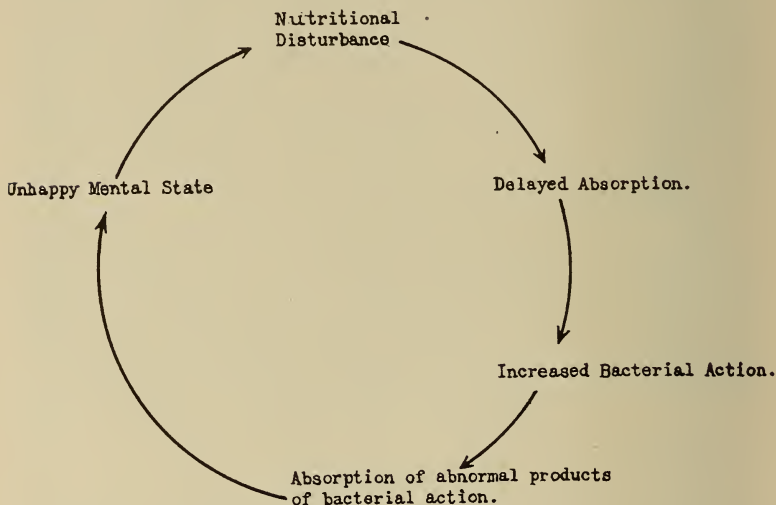 Nutritional
Disturbance
Unhappy Mental State
Delayed Absorption.
Increased Bacterial Action.
Absorption of abnormal products
of bacterial action.